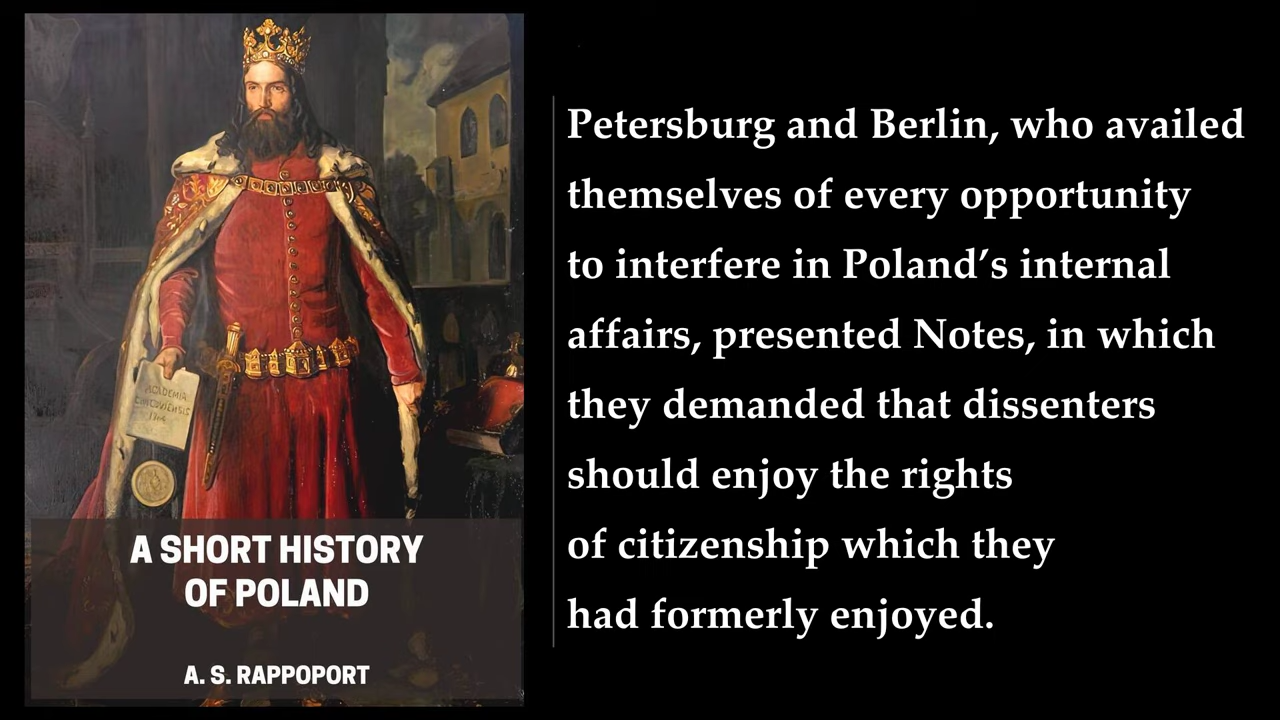 ACADEMIA
A SHORT HISTORY
OF POLAND
A. S. RAPPOPORT
Petersburg and Berlin, who availed
themselves of every opportunity
to interfere in Poland’s internal
affairs, presented Notes, in which
they demanded that dissenters
should enjoy the rights
of citizenship which they
had formerly enjoyed.